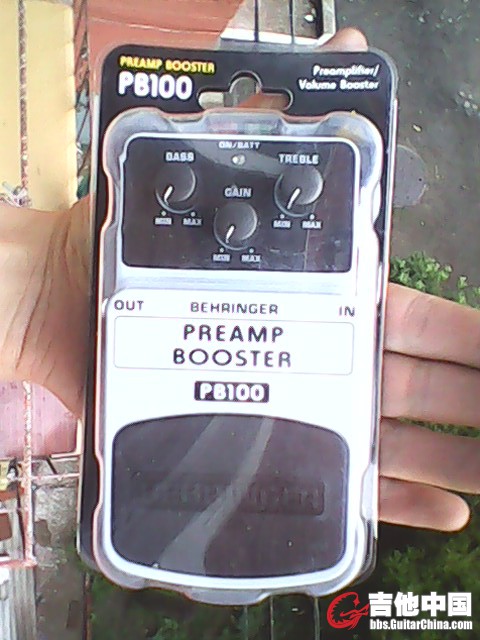 PREAMP BOOSTER
PB100
Preamplifier/
Volume Booster
ON/BATT
BASS
TREBLE
GAIN
MIN MAX
MIN MAX
MIN MAX
OUT BEHRINGER IN
PREAMP
BOOSTER
PB100
BEHRINGER
吉他中国
bbs.GuitarChina.com